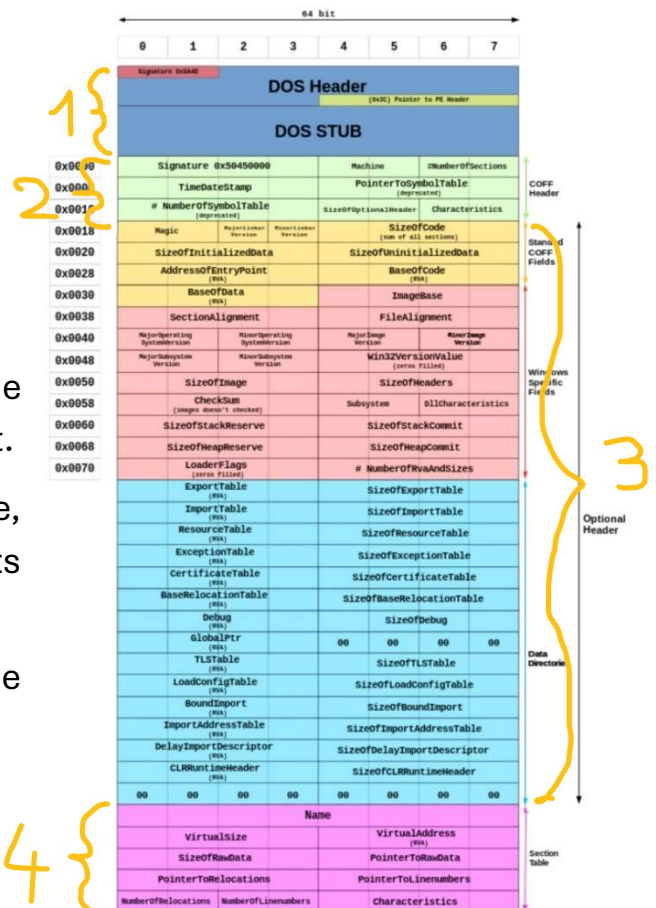 64 bit
0 1 2 3 4 5 6 7
Signature 0x5A4D
DOS Header
(0x3C) Pointer to PE Header
1
DOS STUB
Signature 0x50450000 Machine #NumberOfSections
TimeDateStamp PointerToSymbolTable
(deprecated)
COFF
Header
2
# NumberOfSymbolTable SizeOfOptionalHeader Characteristics
(deprecated)
0x0018 Magic MajorLinker Version MinorLinker Version SizeOfCode
(sum of all sections)
COFF
Fields
0x0020 SizeOfInitializedData SizeOfUninitializedData
0x0028 AddressOfEntryPoint BaseOfCode
(RVA) (RVA)
0x0030 BaseOfData ImageBase
(RVA)
0x0038 SectionAlignment FileAlignment
0x0040 MajorOperating SystemVersion MinorOperating SystemVersion MajorImage Version MinorImage Version
0x0048 MajorSubsystem Version MinorSubsystem Version Win32VersionValue
(zeros filled)
Specific
Fields
0x0050 SizeOfImage SizeOfHeaders
0x0058 CheckSum Subsystem DllCharacteristics
(images doesn't checked)
0x0060 SizeOfStackReserve SizeOfStackCommit
0x0068 SizeOfHeapReserve SizeOfHeapCommit
0x0070 LoaderFlags # NumberOfRvaAndSizes
(zeros filled)
3
Optional
Header
ExportTable SizeOfExportTable
(RVA)
ImportTable SizeOfImportTable
(RVA)
ResourceTable SizeOfResourceTable
(RVA)
ExceptionTable SizeOfExceptionTable
(RVA)
CertificateTable SizeOfCertificateTable
(RVA)
BaseRelocationTable SizeOfBaseRelocationTable
(RVA)
Debug SizeOfDebug
(RVA)
GlobalPtr 00 00 00 00
(RVA)
Data
TLSTable SizeOfTLSTable
(RVA)
LoadConfigTable SizeOfLoadConfigTable
(RVA)
BoundImport SizeOfBoundImport
(RVA)
ImportAddressTable SizeOfImportAddressTable
(RVA)
DelayImportDescriptor SizeOfDelayImportDescriptor
(RVA)
CLRRuntimeHeader SizeOfCLRRuntimeHeader
(RVA)
00 00 00 00 00 00 00 00
Name
VirtualSize VirtualAddress
(RVA)
4
SizeOfRawData PointerToRawData
Section
Table
PointerToRelocations PointerToLinenumbers
NumberOfRelocations NumberOfLinenumbers Characteristics